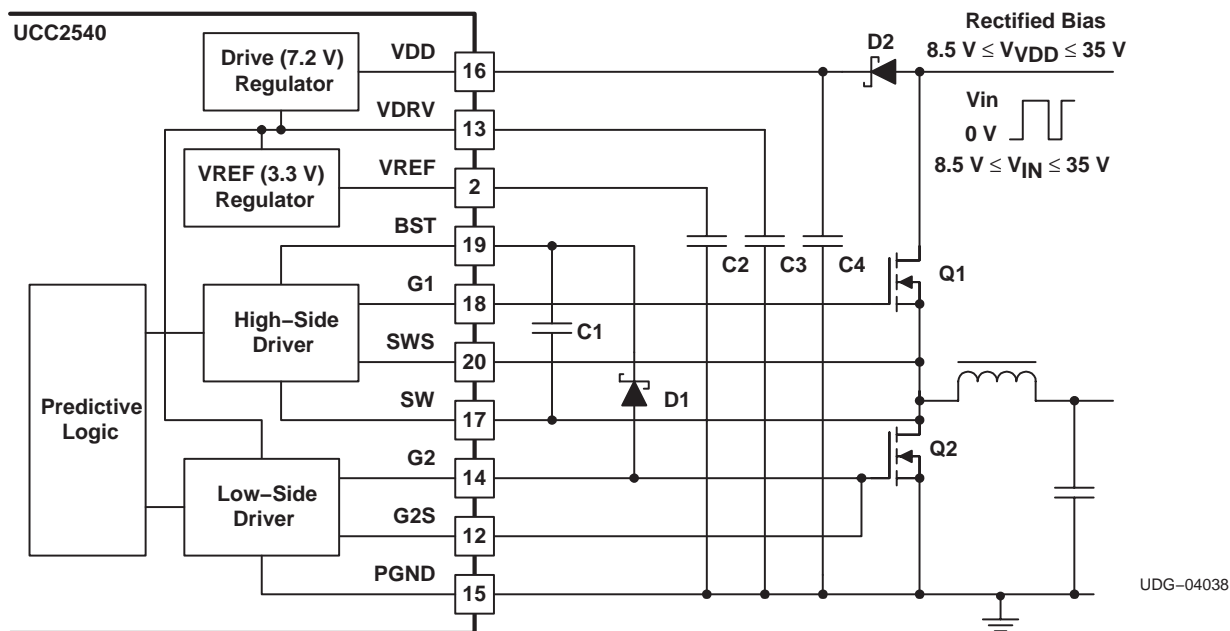 UCC2540
Drive (7.2 V)
Regulator
VREF (3.3 V)
Regulator
High−Side
Driver
Predictive
Logic
Low−Side
Driver
VDD
16
VDRV
13
VREF
2
BST
19
G1
18
SWS
20
SW
17
G2
14
G2S
12
PGND
15
C1
D1
C2
C3
C4
D2
Rectified Bias
8.5 V ≤ VVDD ≤ 35 V
Vin
0 V
8.5 V ≤ VIN ≤ 35 V
Q1
Q2
UDG−04038